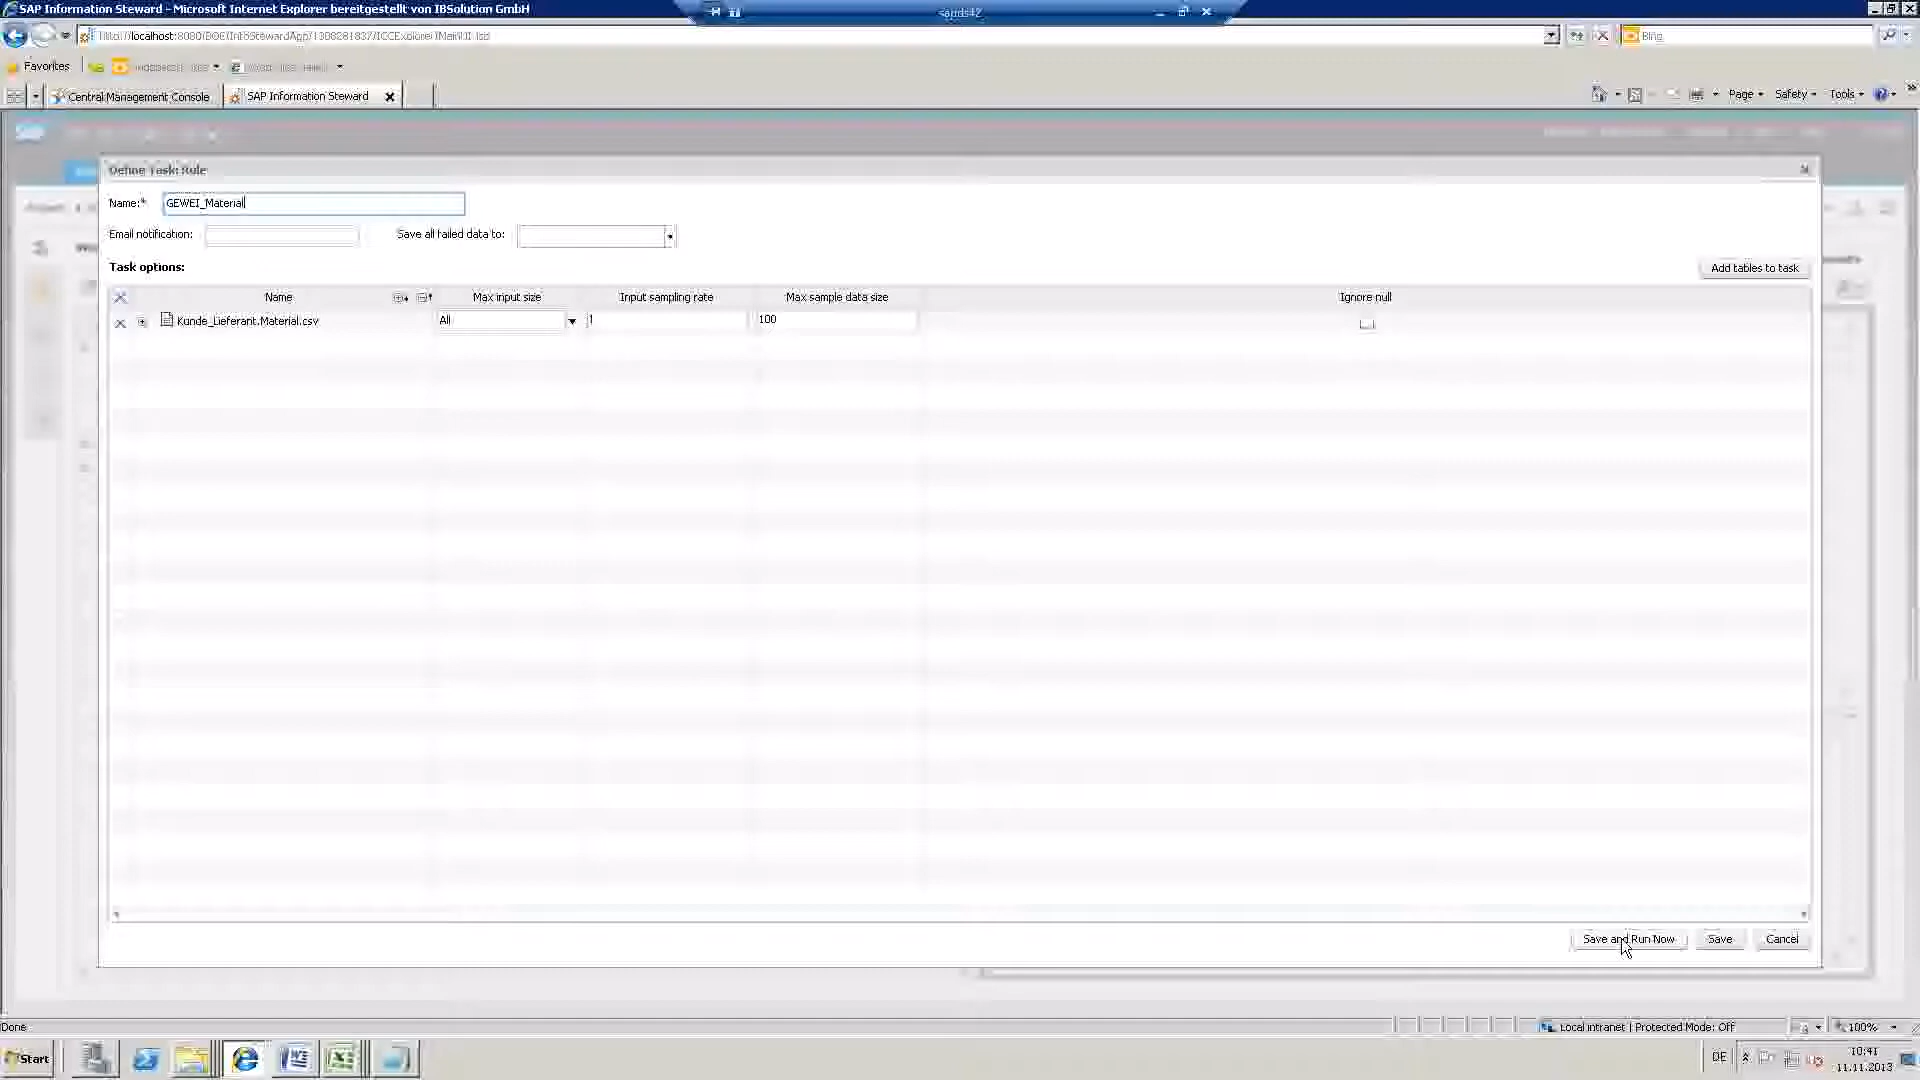 SAP Information Steward - Microsoft Internet Explorer bereitgestellt von IBSolution GmbH
Bing
Favorites
Central Management Console
SAP Information Steward
Page
Safety
Tools
Define Task: Rule
Name:*
GEWEI_Material
Email notification:
Save all failed data to:
Task options:
Add tables to task
Name
Max input size
Input sampling rate
Max sample data size
Ignore null
Kunde_Lieferant.Material.csv
All
1
100
Save and Run Now
Save
Cancel
Done
Local intranet | Protected Mode: Off
100%
Start
DE
10:41
11.11.2013